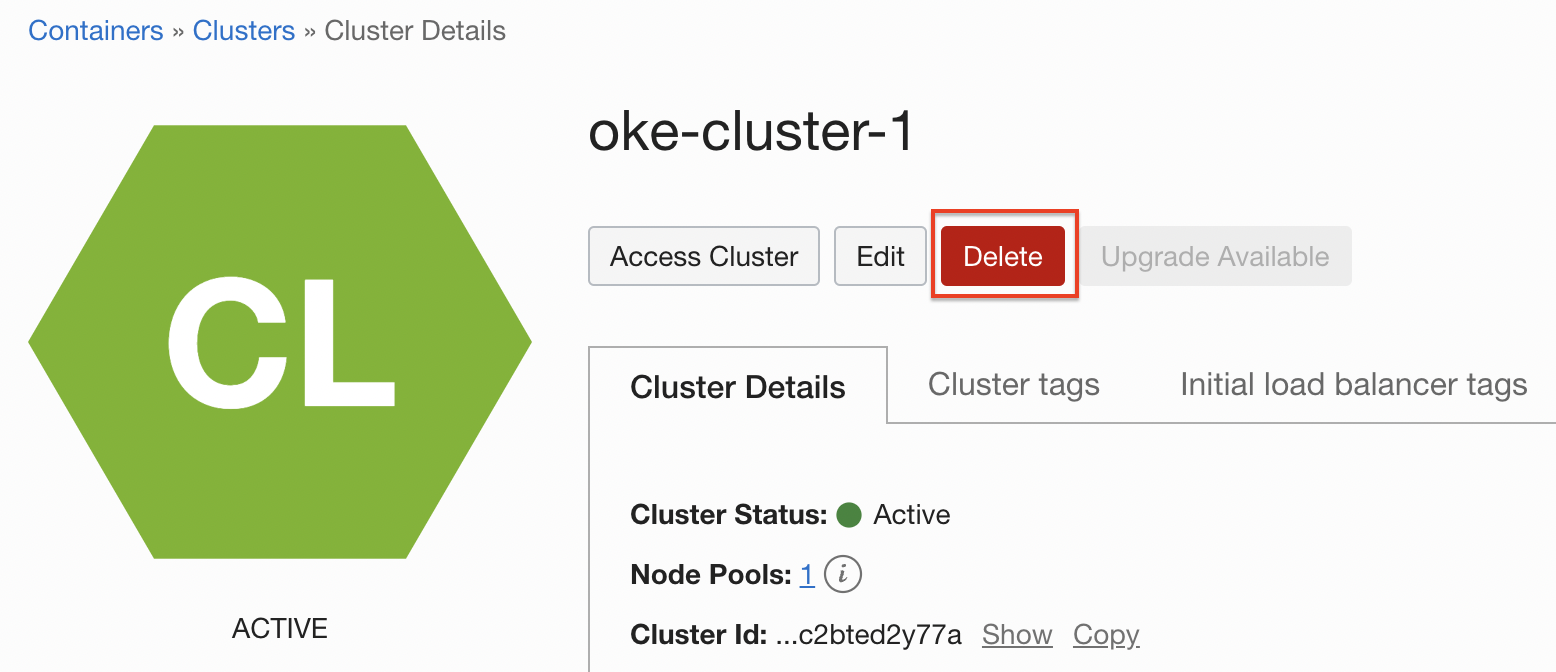 Containers » Clusters » Cluster Details
oke-cluster-1
Access Cluster Edit Delete Upgrade Available
CL
Cluster Details Cluster tags Initial load balancer tags
Cluster Status: Active
Node Pools: 1 i
Cluster Id: ...c2bted2y77a Show Copy
ACTIVE